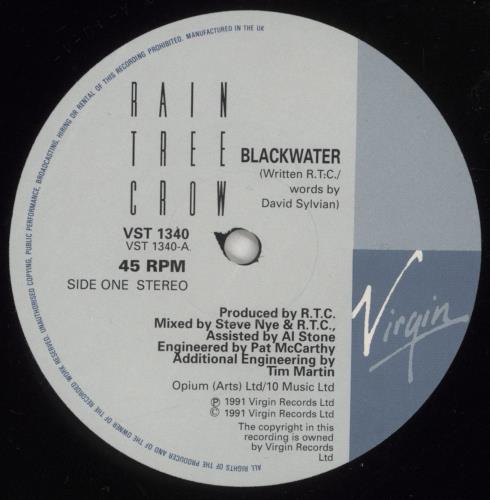 ALL RIGHTS OF THE PRODUCER AND OF THE OWNER OF THE RECORDED WORK RESERVED. UNAUTHORISED COPYING, PUBLIC PERFORMANCE, BROADCASTING, HIRING OR RENTAL OF THIS RECORDING PROHIBITED. MANUFACTURED IN THE UK
RAIN
TREE
CROW
BLACKWATER
(Written R.T.C./
words by
David Sylvian)
VST 1340
VST 1340-A.
45 RPM
SIDE ONE STEREO
Virgin
Produced by R.T.C.
Mixed by Steve Nye & R.T.C.,
Assisted by Al Stone
Engineered by Pat McCarthy
Additional Engineering by
Tim Martin
Opium (Arts) Ltd/10 Music Ltd
℗ 1991 Virgin Records Ltd
© 1991 Virgin Records Ltd
The copyright in this
recording is owned
by Virgin Records
Ltd